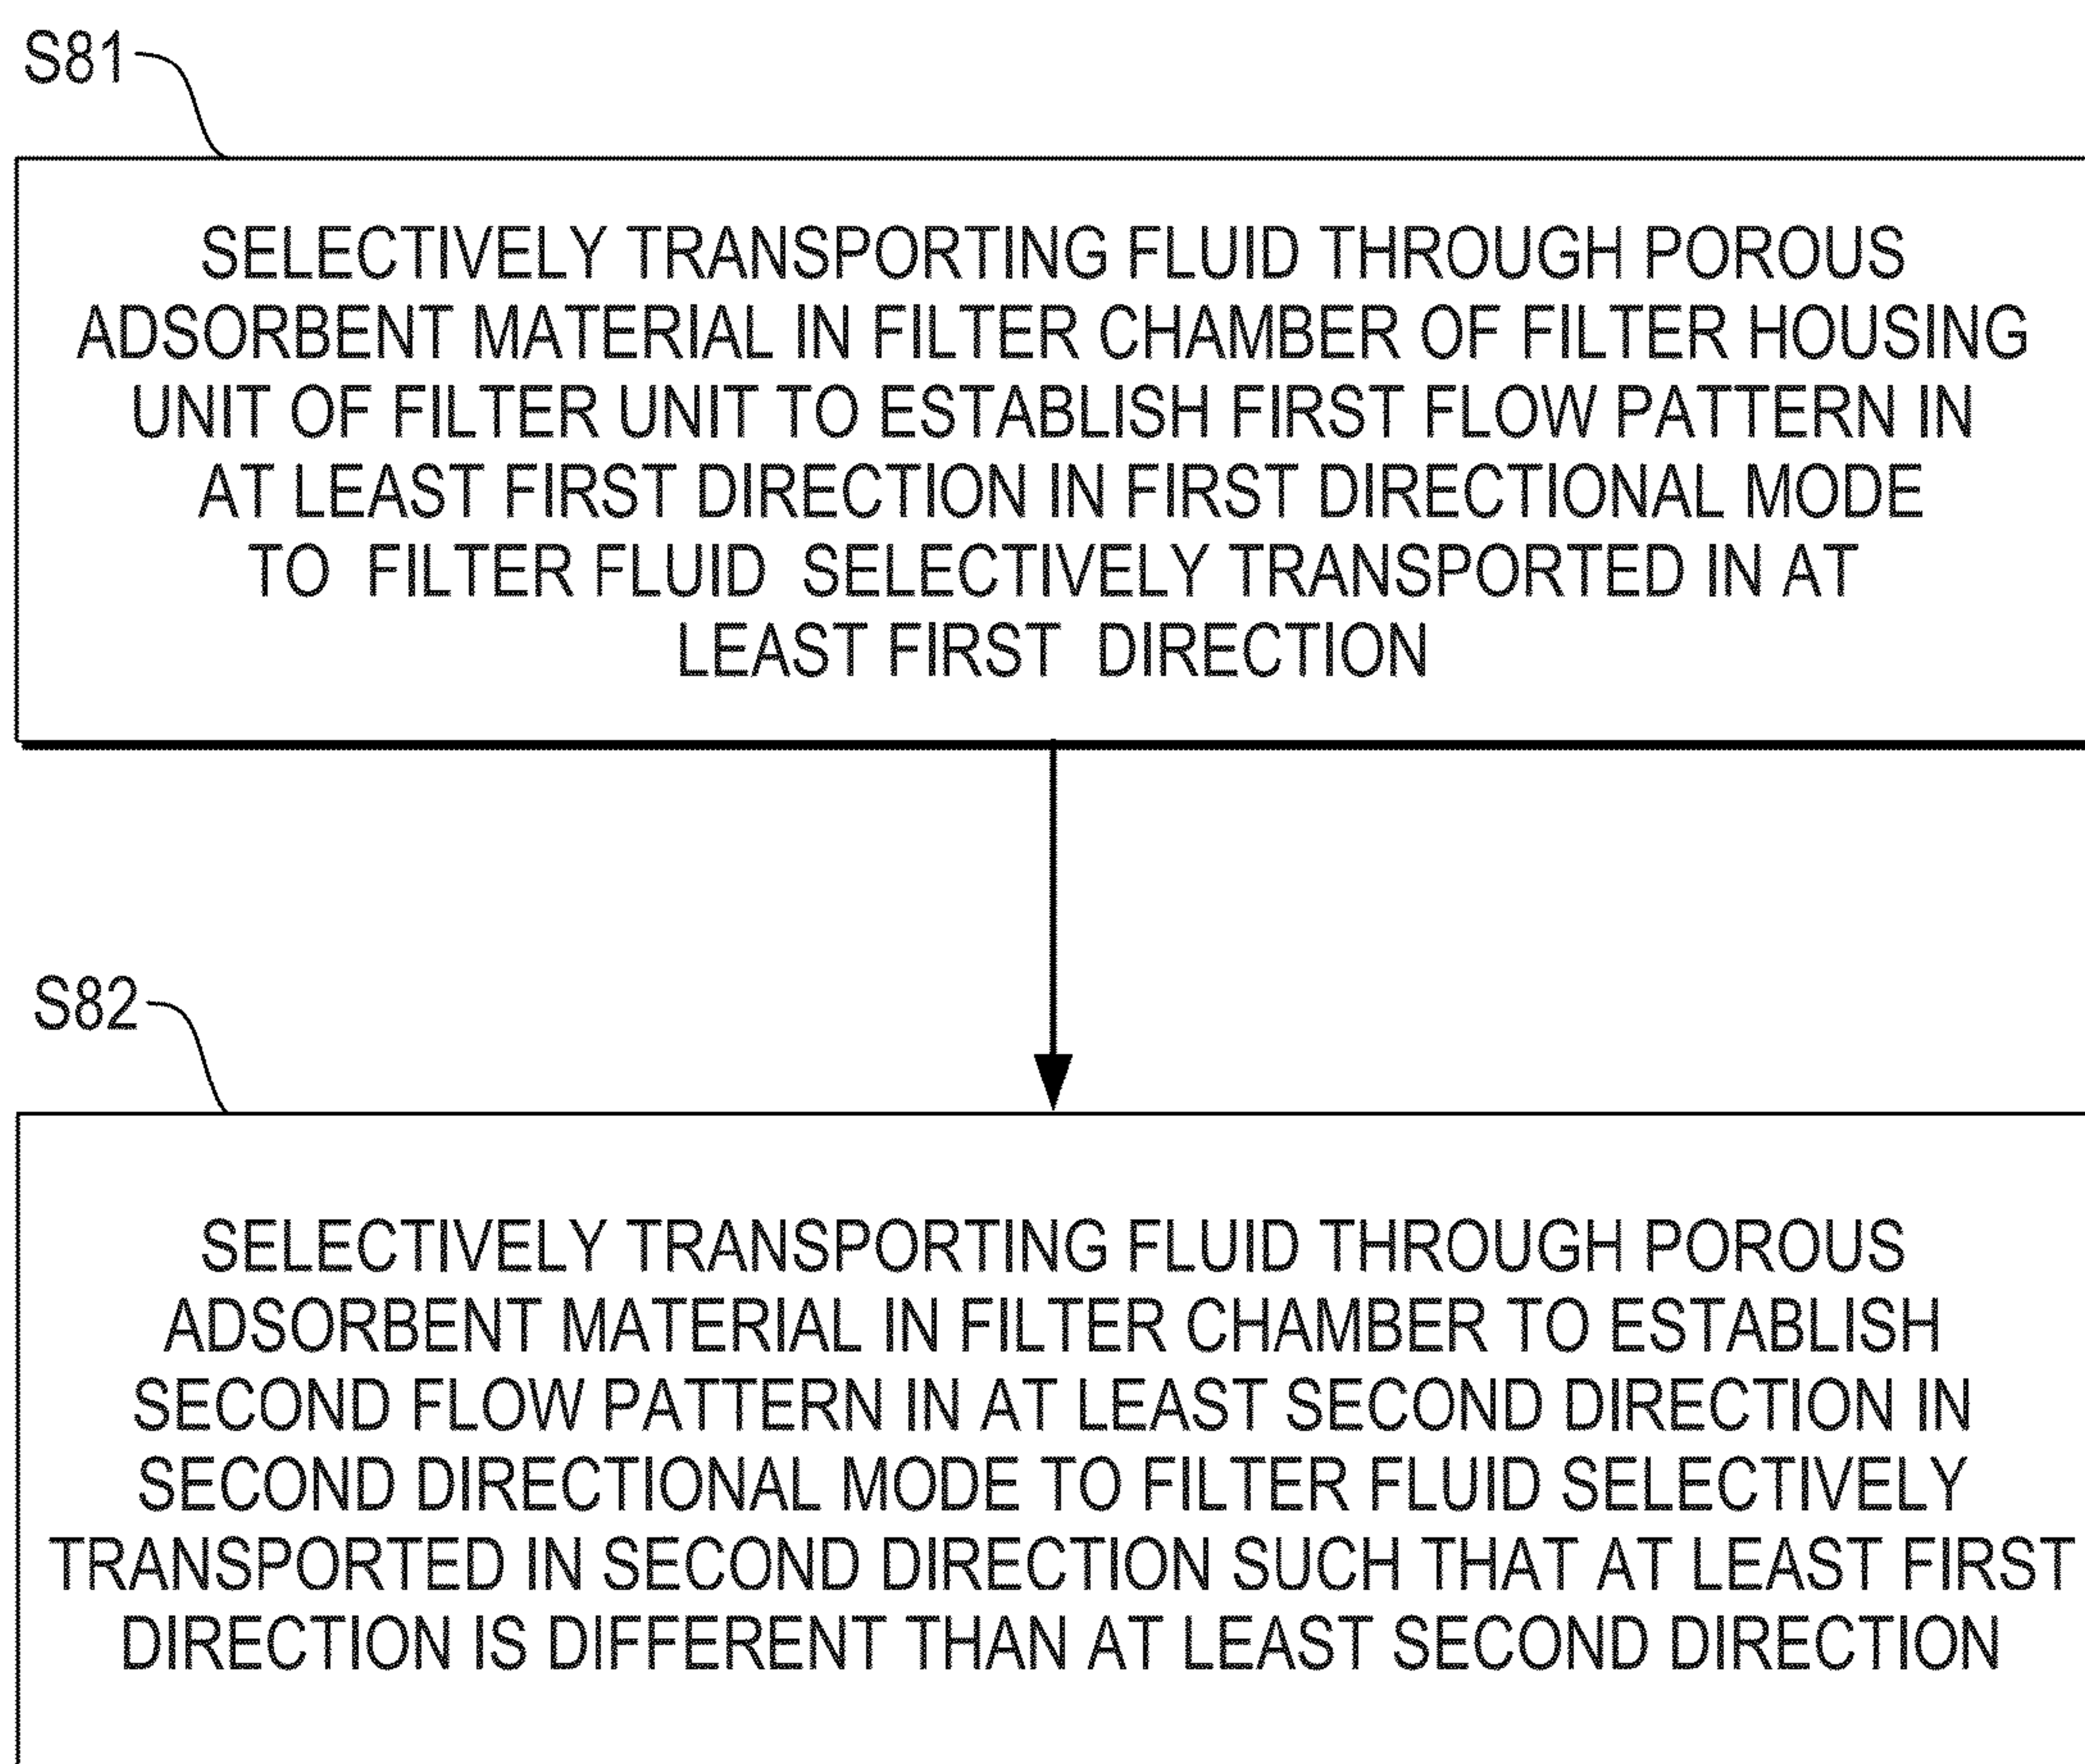 S81
SELECTIVELY TRANSPORTING FLUID THROUGH POROUS
ADSORBENT MATERIAL IN FILTER CHAMBER OF FILTER HOUSING
UNIT OF FILTER UNIT TO ESTABLISH FIRST FLOW PATTERN IN
AT LEAST FIRST DIRECTION IN FIRST DIRECTIONAL MODE
TO FILTER FLUID SELECTIVELY TRANSPORTED IN AT
LEAST FIRST DIRECTION
S82
SELECTIVELY TRANSPORTING FLUID THROUGH POROUS
ADSORBENT MATERIAL IN FILTER CHAMBER TO ESTABLISH
SECOND FLOW PATTERN IN AT LEAST SECOND DIRECTION IN
SECOND DIRECTIONAL MODE TO FILTER FLUID SELECTIVELY
TRANSPORTED IN SECOND DIRECTION SUCH THAT AT LEAST FIRST
DIRECTION IS DIFFERENT THAN AT LEAST SECOND DIRECTION